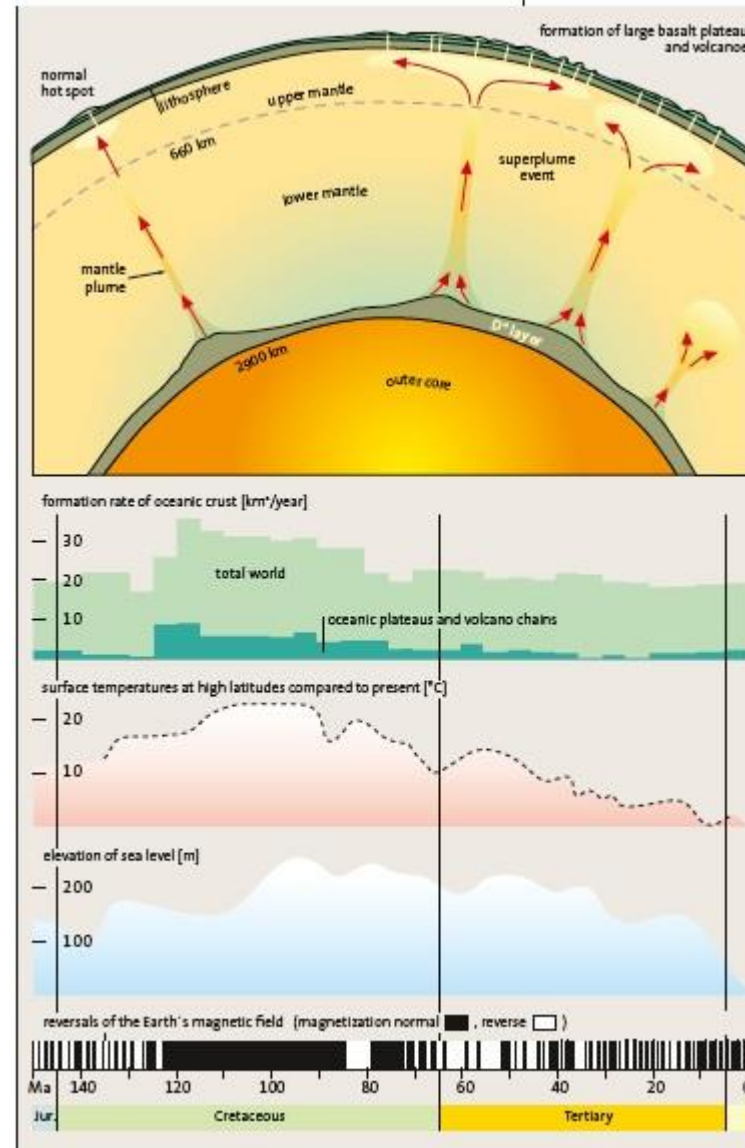 formation of large basalt plateau
and volcanoe
normal
hot spot
lithosphere
upper mantle
660 km
superplume
event
lower mantle
mantle
plume
D" layer
2900 km
outer core
formation rate of oceanic crust [km³/year]
30
total world
20
10
oceanic plateaus and volcano chains
surface temperatures at high latitudes compared to present [°C]
20
10
elevation of sea level [m]
200
100
reversals of the Earth's magnetic field (magnetization normal , reverse )
Ma 140 120 100 80 60 40 20
Jur. Cretaceous Tertiary